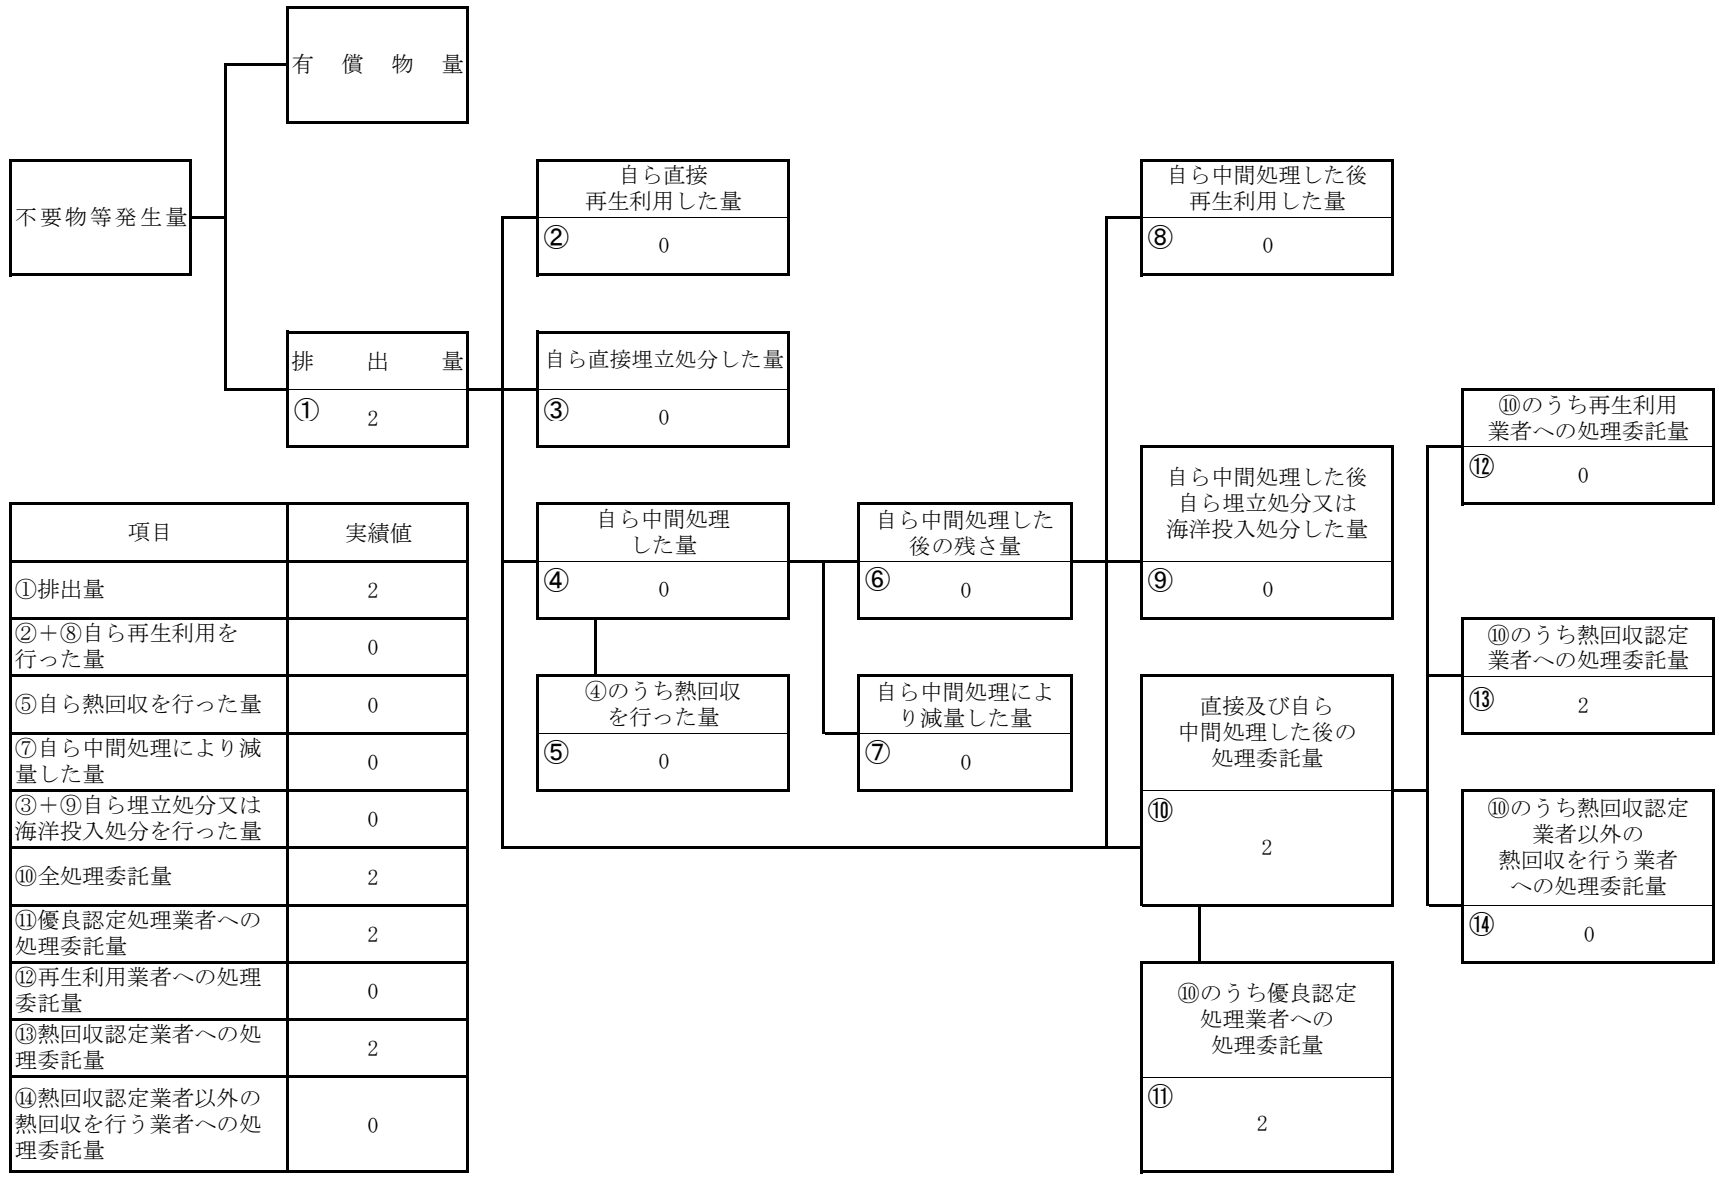 有償物量
不要物等発生量
自ら直接
再生利用した量
② 0
自ら中間処理した後
再生利用した量
⑧ 0
排出量
① 2
自ら直接埋立処分した量
③ 0
⑩のうち再生利用
業者への処理委託量
⑫ 0
自ら中間処理
した量
④ 0
自ら中間処理した
後の残さ量
⑥ 0
自ら中間処理した後
自ら埋立処分又は
海洋投入処分した量
⑨ 0
⑩のうち熱回収認定
業者への処理委託量
⑬ 2
④のうち熱回収
を行った量
⑤ 0
自ら中間処理によ
り減量した量
⑦ 0
直接及び自ら
中間処理した後の
処理委託量
⑩
2
⑩のうち熱回収認定
業者以外の
熱回収を行う業者
への処理委託量
⑭ 0
⑩のうち優良認定
処理業者への
処理委託量
⑪
2
項目 実績値
①排出量 2
②+⑧自ら再生利用を
行った量 0
⑤自ら熱回収を行った量 0
⑦自ら中間処理により減
量した量 0
③+⑨自ら埋立処分又は
海洋投入処分を行った量 0
⑩全処理委託量 2
⑪優良認定処理業者への
処理委託量 2
⑫再生利用業者への処理
委託量 0
⑬熱回収認定業者への処
理委託量 2
⑭熱回収認定業者以外の
熱回収を行う業者への処
理委託量 0